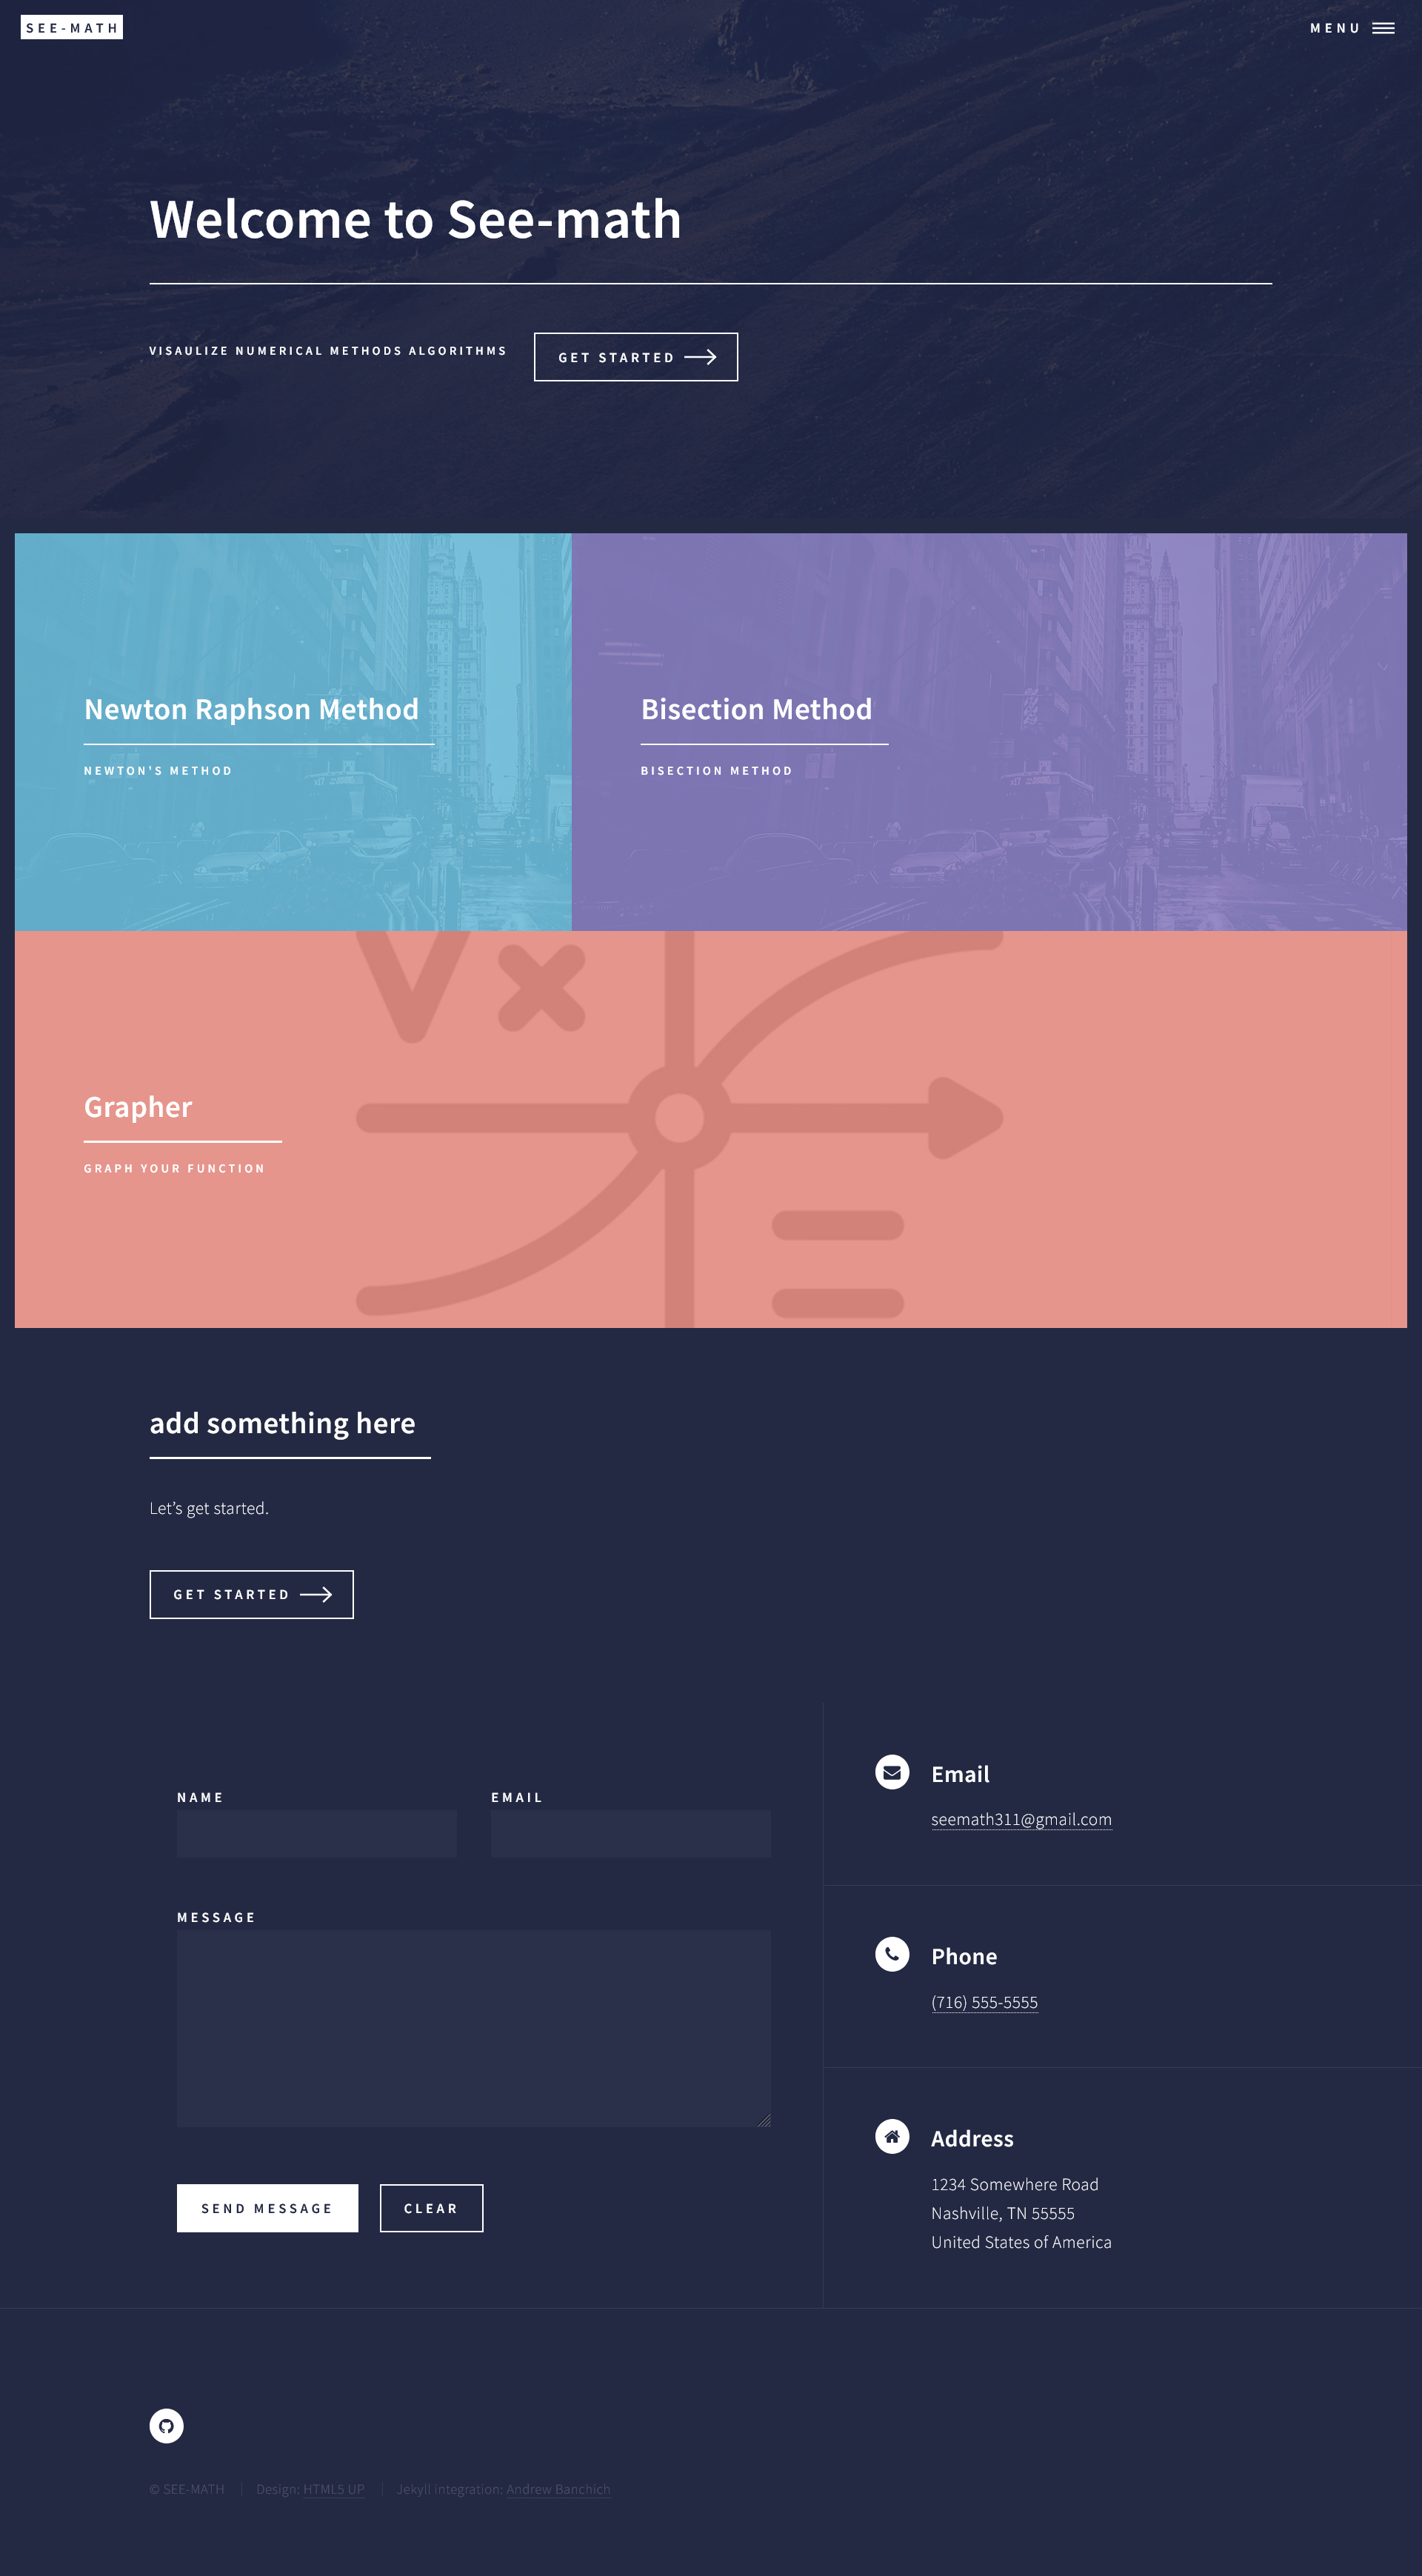 SEE-MATH
MENU
Welcome to See-math
VISAULIZE NUMERICAL METHODS ALGORITHMS
GET STARTED
Newton Raphson Method
NEWTON'S METHOD
Bisection Method
BISECTION METHOD
Grapher
GRAPH YOUR FUNCTION
add something here
Let’s get started.
GET STARTED
NAME
EMAIL
MESSAGE
SEND MESSAGE
CLEAR
Email
seemath311@gmail.com
Phone
(716) 555-5555
Address
1234 Somewhere Road
Nashville, TN 55555
United States of America
© SEE-MATH
Design: HTML5 UP
Jekyll integration: Andrew Banchich